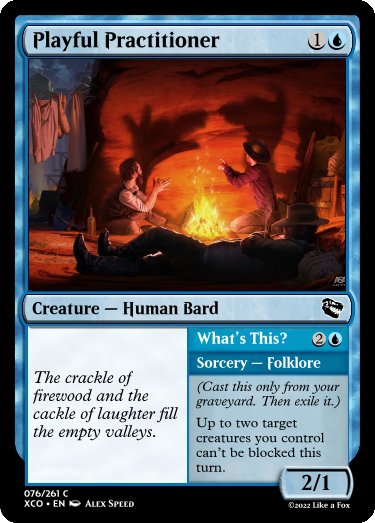 Playful Practitioner 1
Creature — Human Bard
The crackle of
firewood and the
cackle of laughter fill
the empty valleys.
What's This? 2
Sorcery — Folklore
(Cast this only from your
graveyard. Then exile it.)
Up to two target
creatures you control
can't be blocked this
turn.
2/1
076/261 C
XCO • EN Alex Speed
©2022 Like a Fox